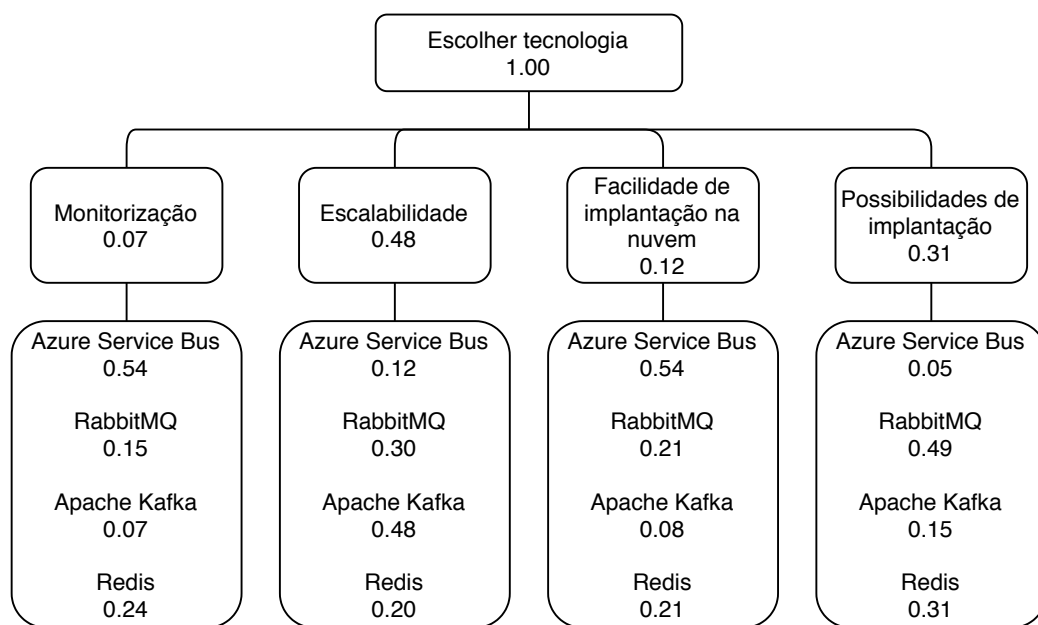 Escolher tecnologia
1.00
Monitorização
0.07
Escalabilidade
0.48
Facilidade de
implantação na
nuvem
0.12
Possibilidades de
implantação
0.31
Azure Service Bus
0.54
RabbitMQ
0.15
Apache Kafka
0.07
Redis
0.24
Azure Service Bus
0.12
RabbitMQ
0.30
Apache Kafka
0.48
Redis
0.20
Azure Service Bus
0.54
RabbitMQ
0.21
Apache Kafka
0.08
Redis
0.21
Azure Service Bus
0.05
RabbitMQ
0.49
Apache Kafka
0.15
Redis
0.31